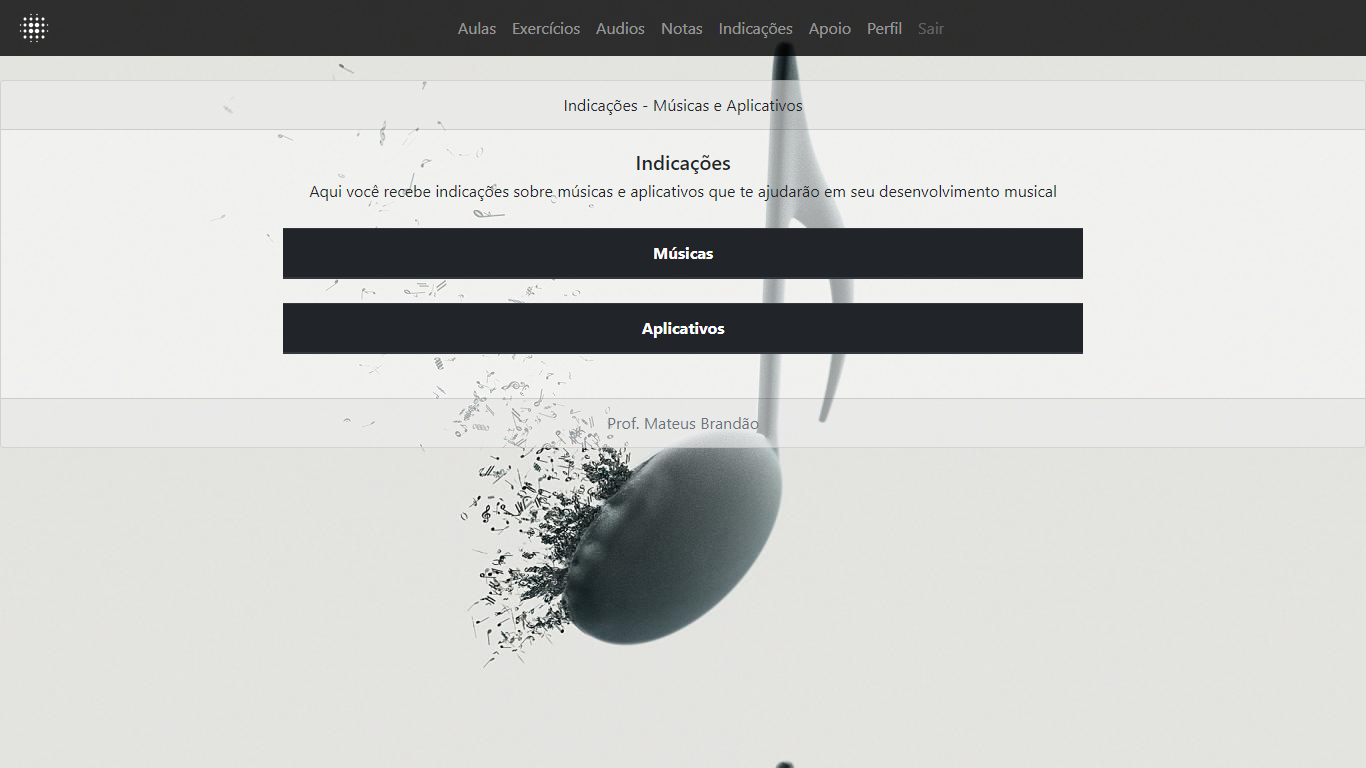 Aulas Exercícios Audios Notas Indicações Apoio Perfil Sair
Indicações - Músicas e Aplicativos
Indicações
Aqui você recebe indicações sobre músicas e aplicativos que te ajudarão em seu desenvolvimento musical
Músicas
Aplicativos
Prof. Mateus Brandão